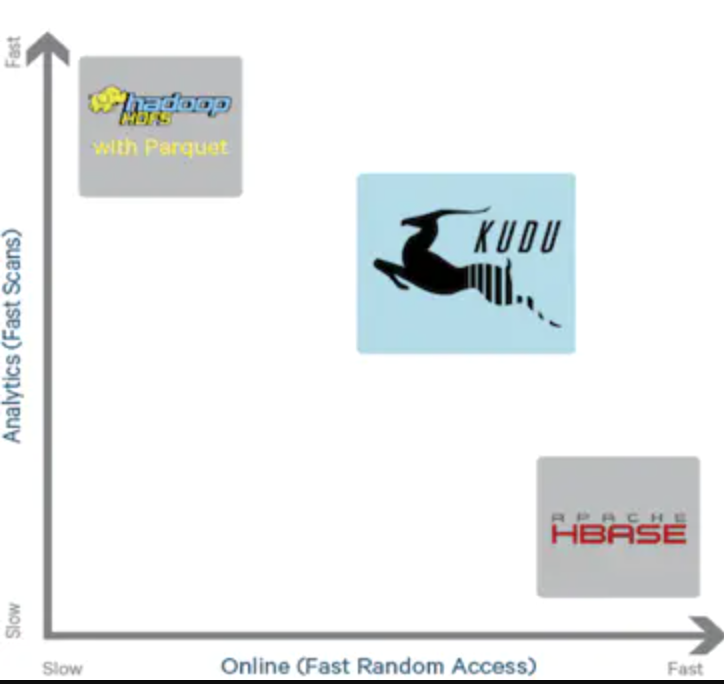 Fast
hadoop
HDFS
with Parquet
KUDU
Analytics (Fast Scans)
APACHE
HBASE
Slow
Slow
Online (Fast Random Access)
Fast